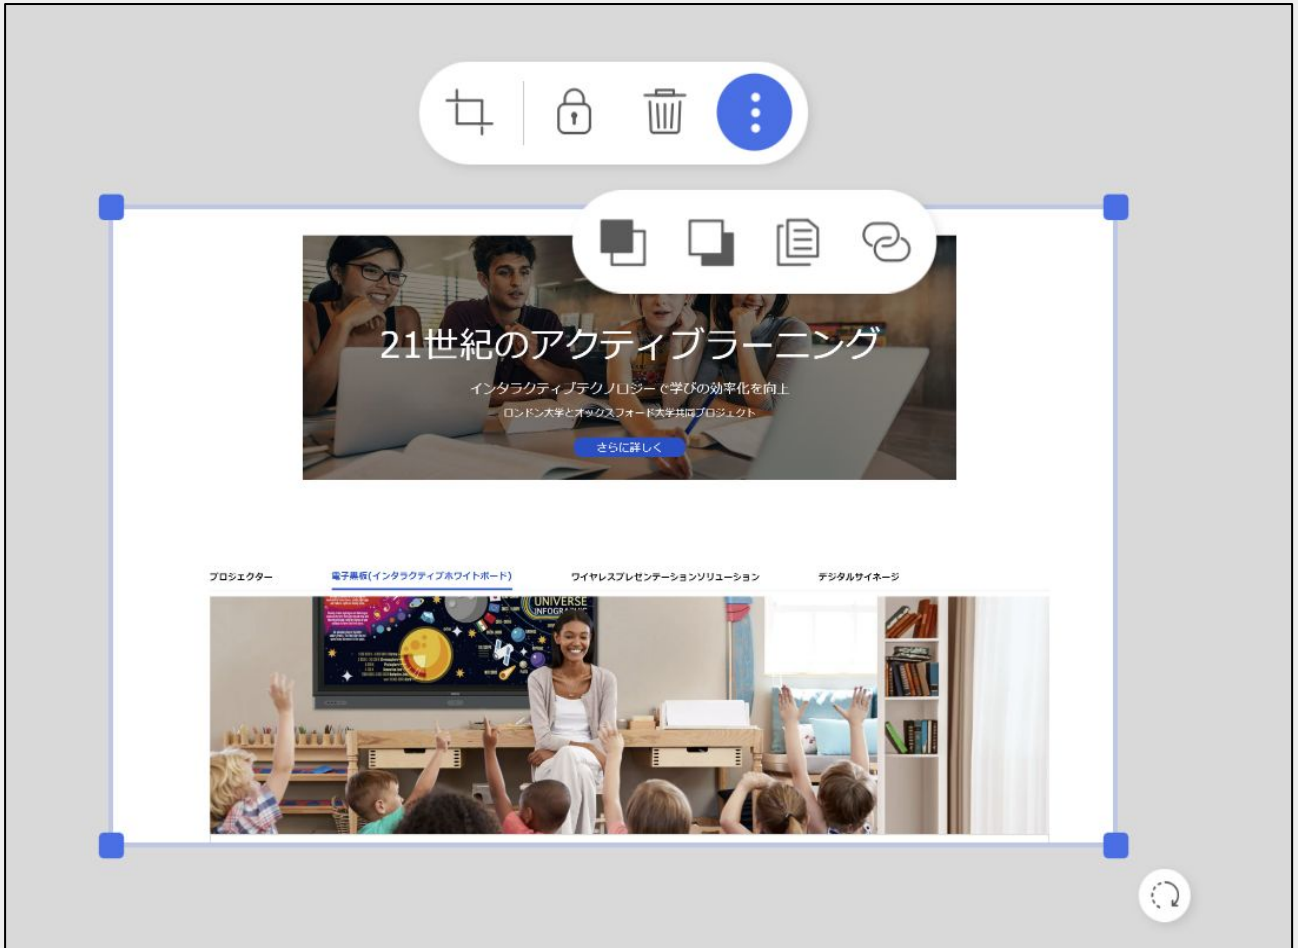 21世紀のアクティブラーニング
インタラクティブテクノロジーで学びの効率化を向上
ロンドン大学とオックスフォード大学共同プロジェクト
さらに詳しく
プロジェクター 電子黒板(インタラクティブホワイトボード) ワイヤレスプレゼンテーションソリューション デジタルサイネージ
UNIVERSE